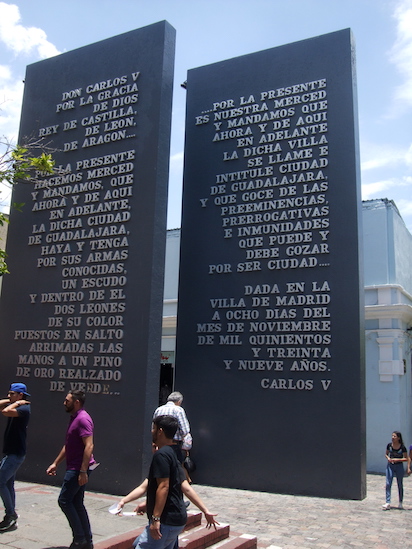 DON CARLOS V
POR LA GRACIA
DE DIOS
REY DE CASTILLA,
DE LEON,
DE ARAGON....
LA PRESENTE
HACEMOS MERCED
Y MANDAMOS, QUE
AHORA Y DE AQUI
EN ADELANTE,
LA DICHA CIUDAD
DE GUADALAJARA,
HAYA Y TENGA
POR SUS ARMAS
CONOCIDAS,
UN ESCUDO
Y DENTRO DE EL
DOS LEONES
DE SU COLOR
PUESTOS EN SALTO
ARRIMADAS LAS
MANOS A UN PINO
DE ORO REALZADO
DE VERDE....
....POR LA PRESENTE
ES NUESTRA MERCED
Y MANDAMOS QUE
AHORA Y DE AQUI
EN ADELANTE
LA DICHA VILLA
SE LLAME E
INTITULE CIUDAD
DE GUADALAJARA,
Y QUE GOCE DE LAS
PREEMINENCIAS,
PRERROGATIVAS
E INMUNIDADES
QUE PUEDE Y
DEBE GOZAR
POR SER CIUDAD....
DADA EN LA
VILLA DE MADRID
A OCHO DIAS DEL
MES DE NOVIEMBRE
DE MIL QUINIENTOS
Y TREINTA
Y NUEVE AÑOS.
CARLOS V